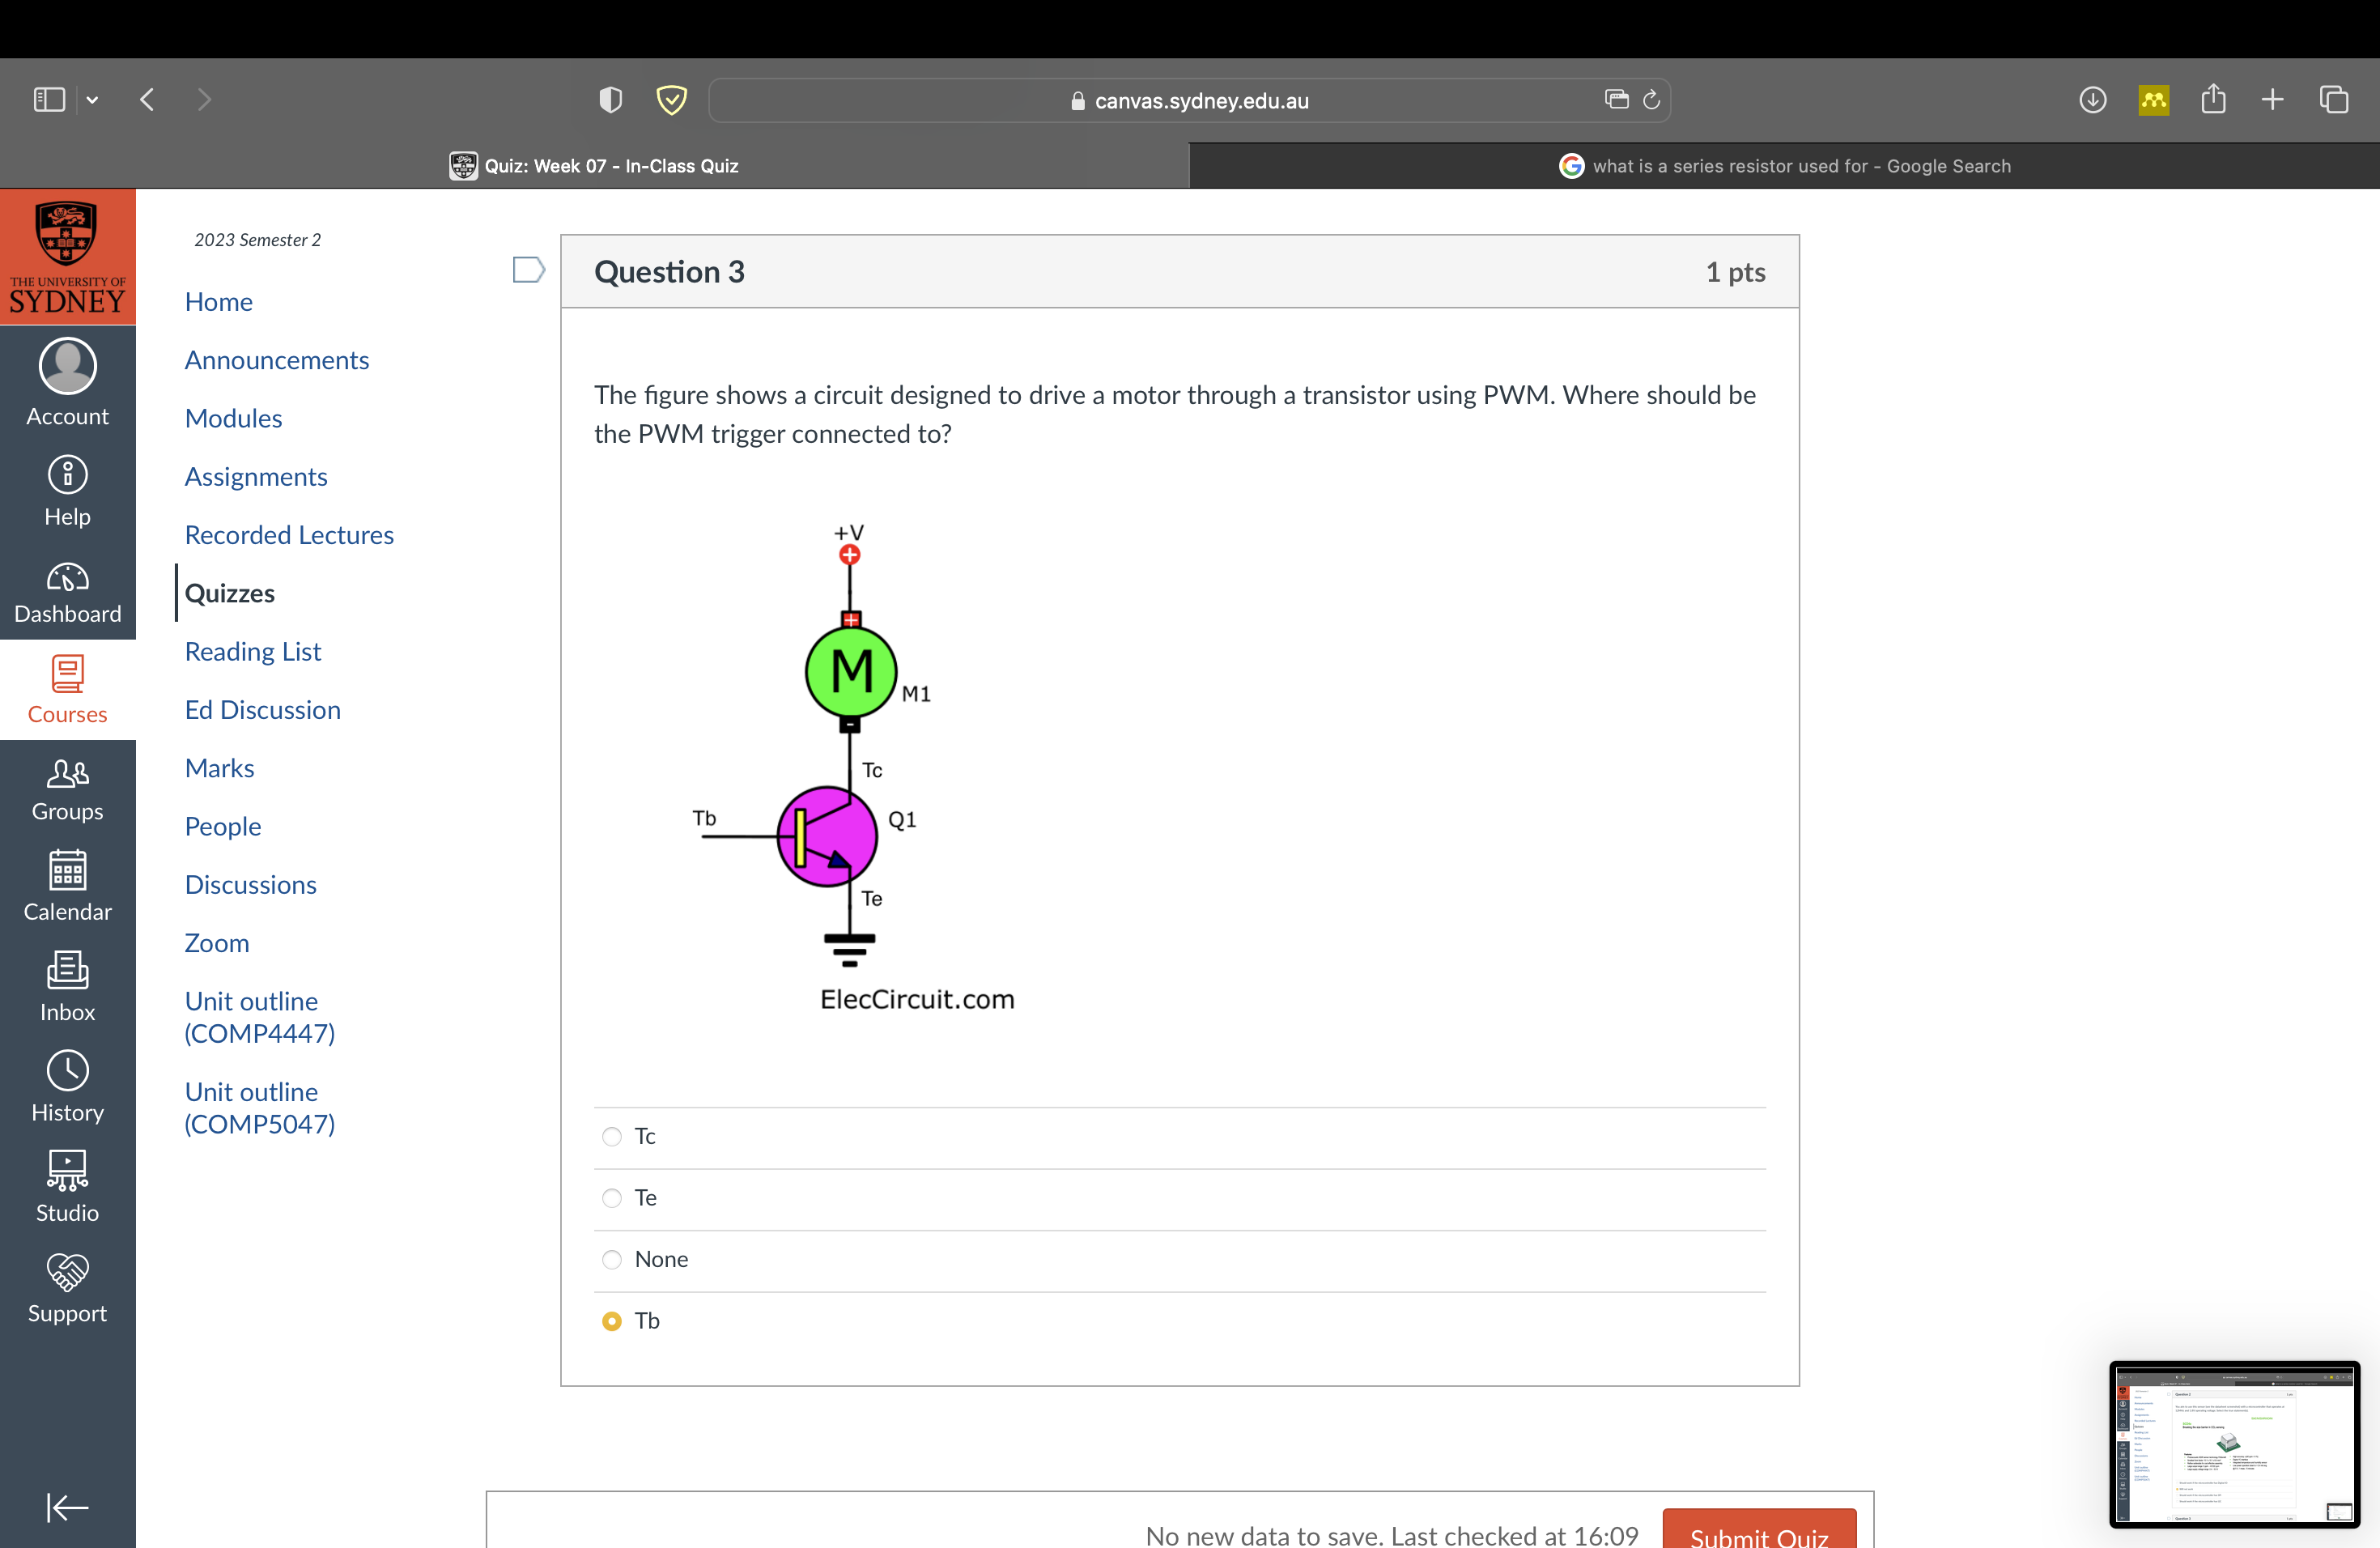 canvas.sydney.edu.au
Quiz: Week 07 - In-Class Quiz
what is a series resistor used for - Google Search
THE UNIVERSITY OF
SYDNEY
Account
Help
Dashboard
Courses
Groups
Calendar
Inbox
History
Studio
Support
2023 Semester 2
Home
Announcements
Modules
Assignments
Recorded Lectures
Quizzes
Reading List
Ed Discussion
Marks
People
Discussions
Zoom
Unit outline
(COMP4447)
Unit outline
(COMP5047)
Question 3
1 pts
The figure shows a circuit designed to drive a motor through a transistor using PWM. Where should be
the PWM trigger connected to?
+V
M
M1
Tc
Tb
Q1
Te
ElecCircuit.com
Tc
Te
None
Tb
No new data to save. Last checked at 16:09
Submit Quiz